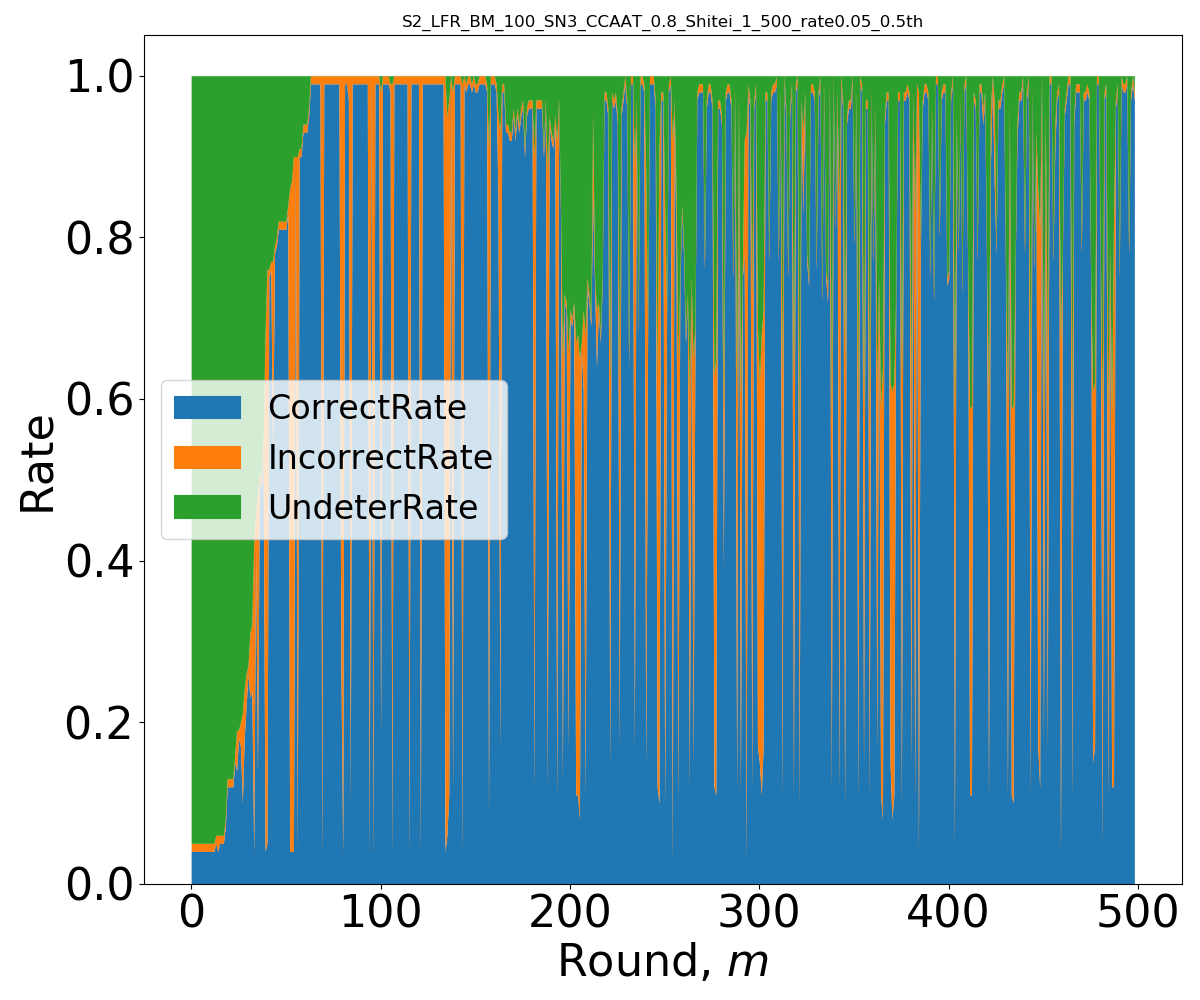 S2_LFR_BM_100_SN3_CCAAT_0.8_Shitei_1_500_rate0.05_0.5th
1.0
0.8
0.6
0.4
0.2
0.0
Rate
CorrectRate
IncorrectRate
UndeterRate
0 100 200 300 400 500
Round, m